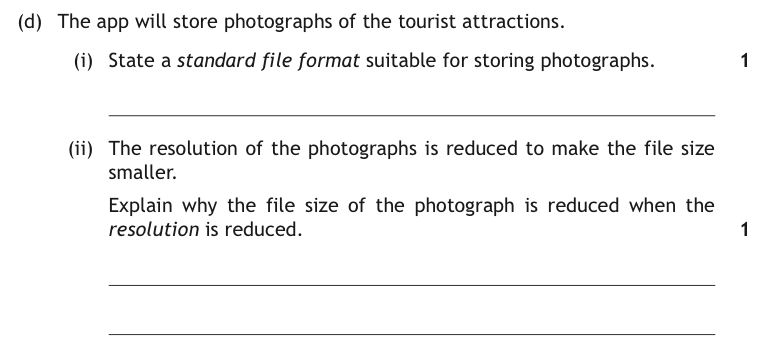 (d) The app will store photographs of the tourist attractions.
(i) State a standard file format suitable for storing photographs. 1
(ii) The resolution of the photographs is reduced to make the file size
smaller.
Explain why the file size of the photograph is reduced when the
resolution is reduced. 1